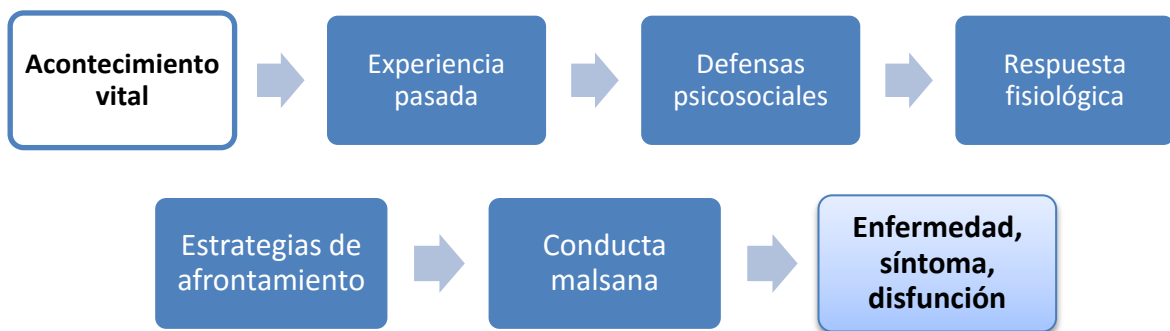 Acontecimiento
vital
Experiencia
pasada
Defensas
psicosociales
Respuesta
fisiológica
Estrategias de
afrontamiento
Conducta
malsana
Enfermedad,
síntoma,
disfunción